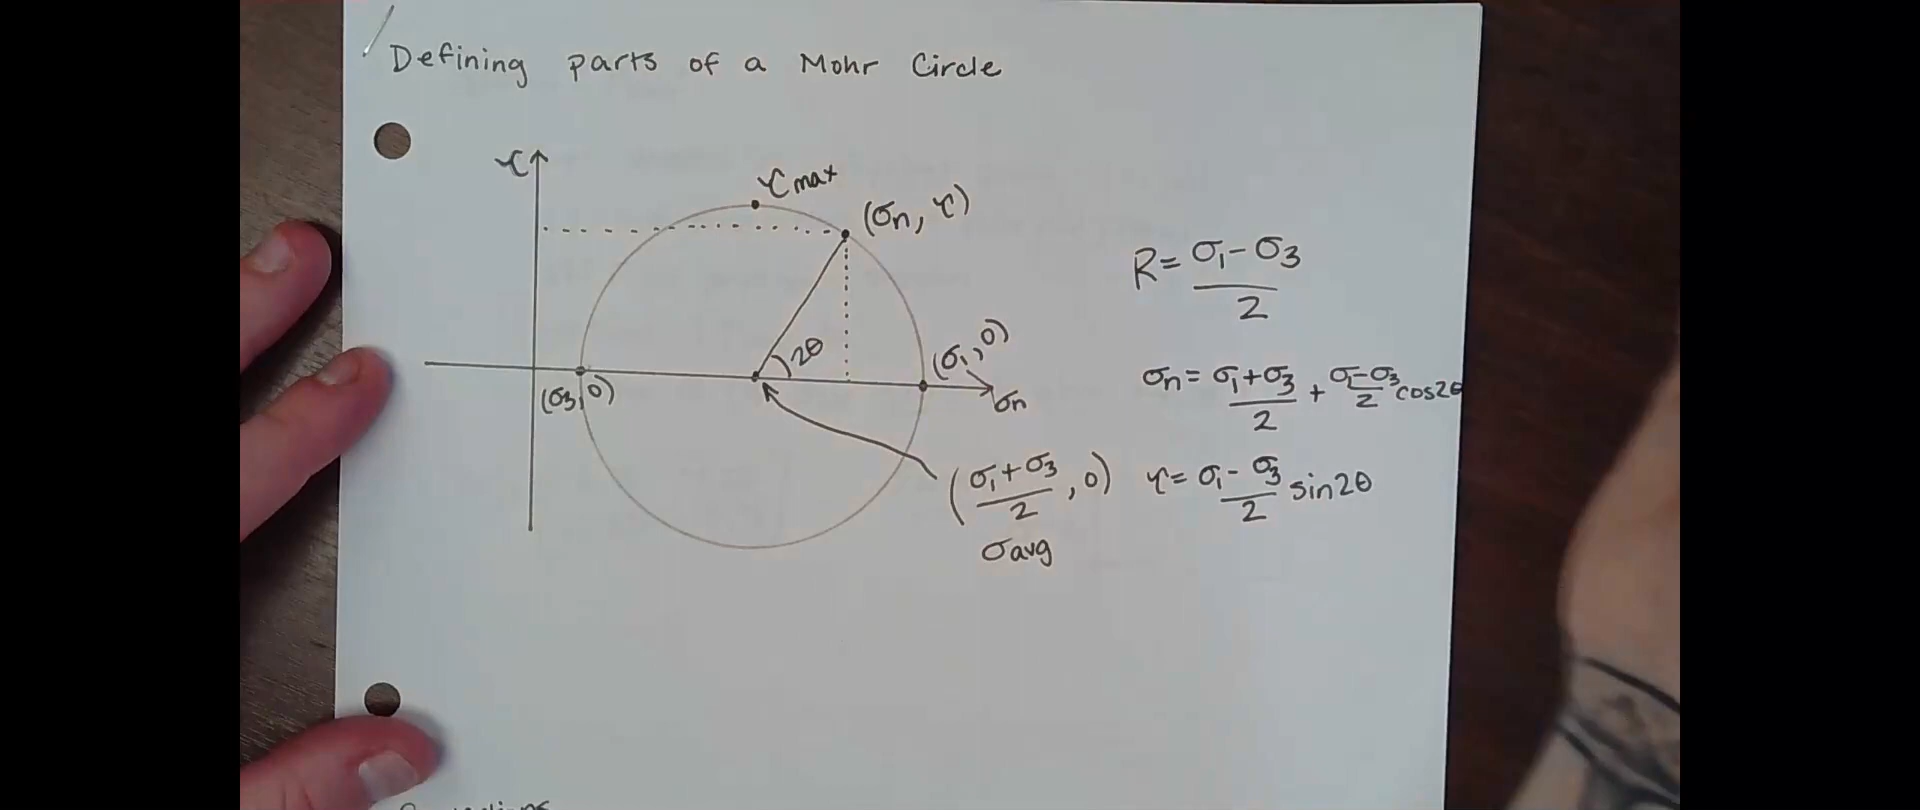 Defining parts of a Mohr Circle
τ
τmax
(σn, τ)
R = σ1 - σ3 / 2
2θ
(σ1, 0)
(σ3, 0)
σn
σn = σ1 + σ3 / 2 + σ1 - σ3 / 2 cos2θ
(σ1 + σ3 / 2, 0)
τ = σ1 - σ3 / 2 sin2θ
σavg